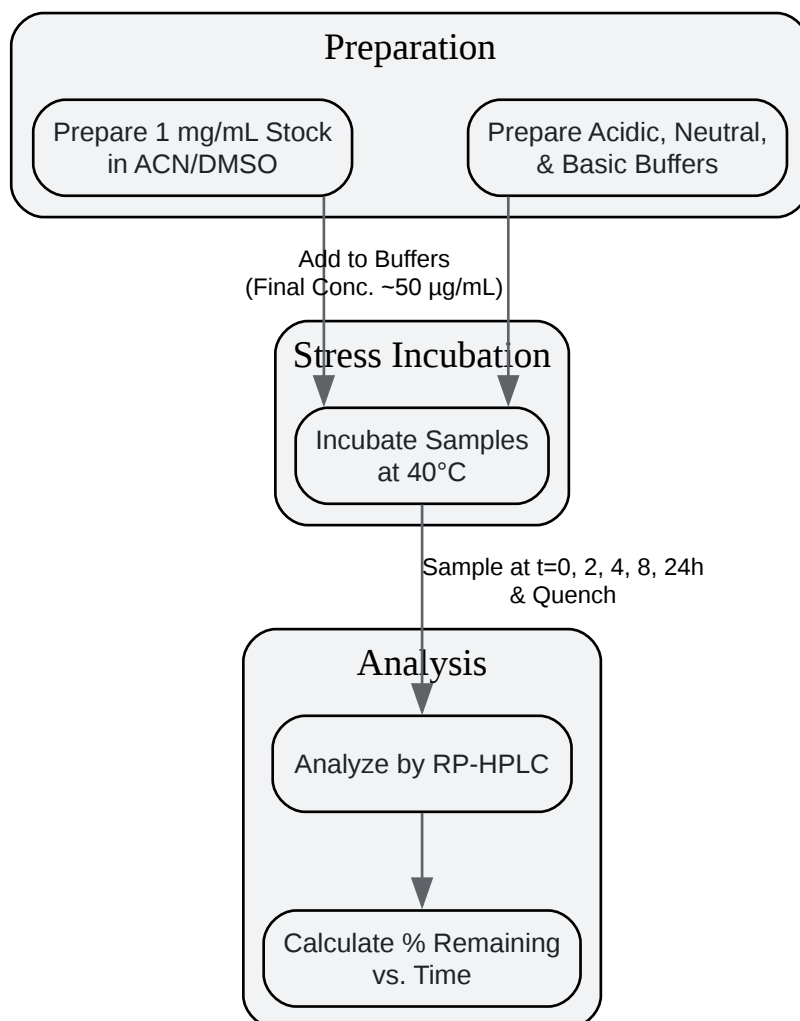 Preparation
Prepare 1 mg/mL Stock
in ACN/DMSO
Prepare Acidic, Neutral,
& Basic Buffers
Add to Buffers
(Final Conc. ~50 µg/mL)
Stress Incubation
Incubate Samples
at 40°C
Sample at t=0, 2, 4, 8, 24h
& Quench
Analysis
Analyze by RP-HPLC
Calculate % Remaining
vs. Time